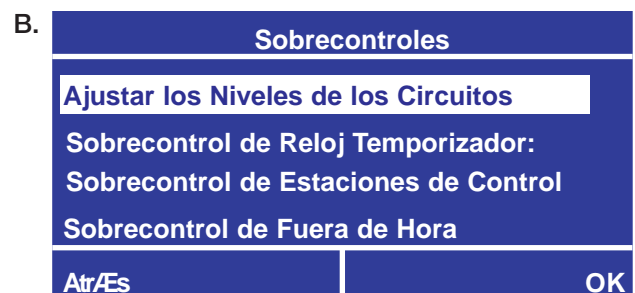 B.
Sobrecontroles
Ajustar los Niveles de los Circuitos
Sobrecontrol de Reloj Temporizador:
Sobrecontrol de Estaciones de Control
Sobrecontrol de Fuera de Hora
AtrÆs OK